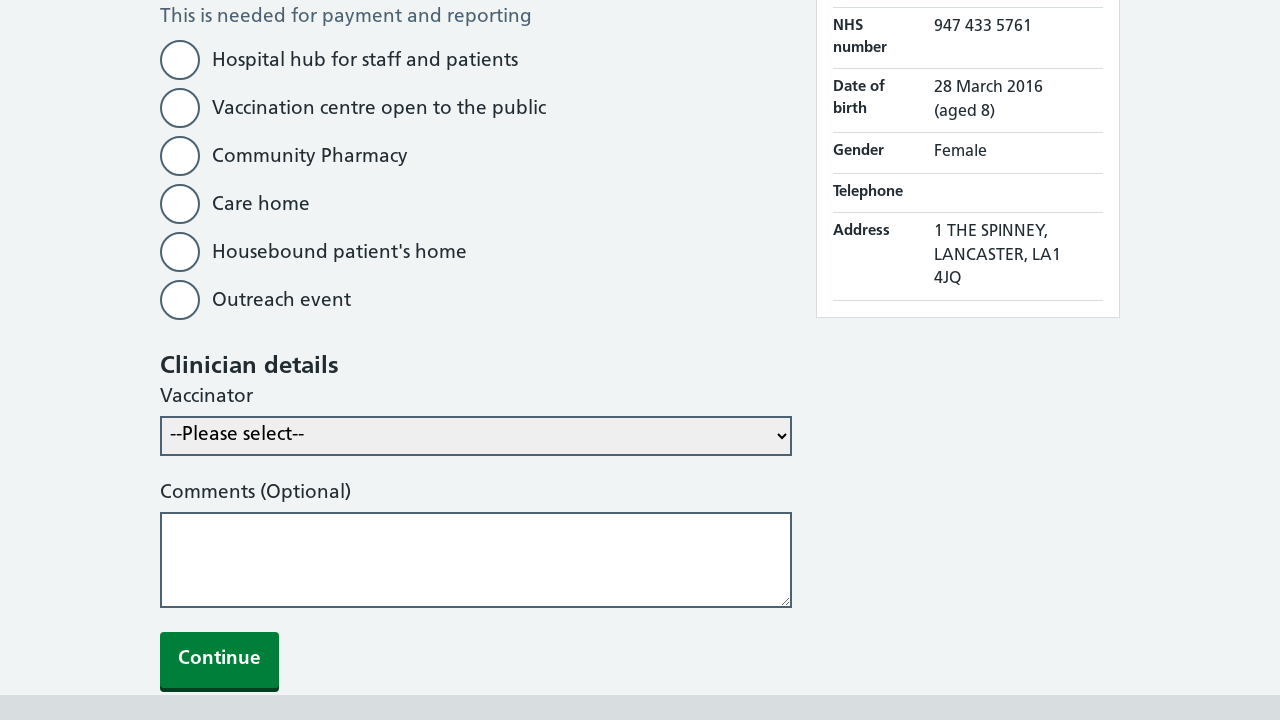 This is needed for payment and reporting
Hospital hub for staff and patients
Vaccination centre open to the public
Community Pharmacy
Care home
Housebound patient's home
Outreach event
Clinician details
Vaccinator
--Please select--
Comments (Optional)
Continue
NHS number
947 433 5761
Date of birth
28 March 2016
(aged 8)
Gender
Female
Telephone
Address
1 THE SPINNEY,
LANCASTER, LA1
4JQ